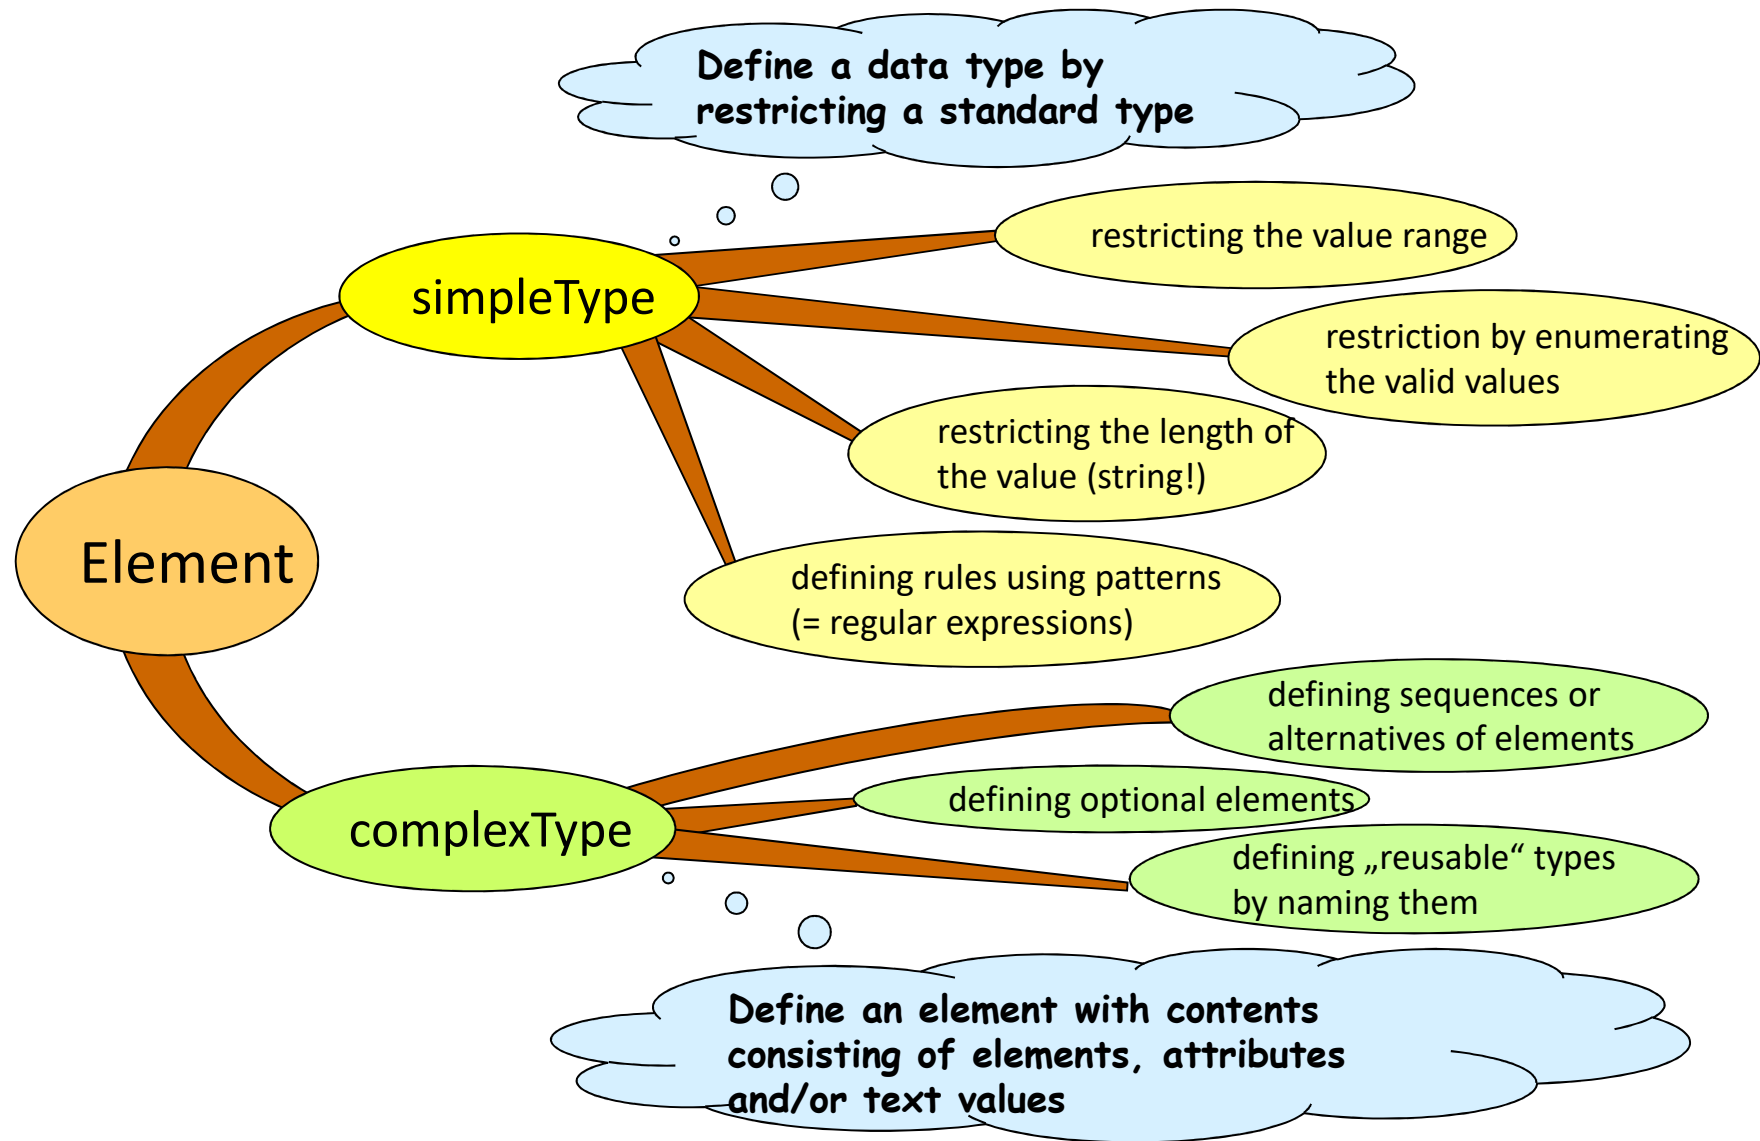 Define a data type by
restricting a standard type
restricting the value range
simpleType
restriction by enumerating
the valid values
restricting the length of
the value (string!)
Element
defining rules using patterns
(= regular expressions)
defining sequences or
alternatives of elements
defining optional elements
complexType
defining „reusable“ types
by naming them
Define an element with contents
consisting of elements, attributes
and/or text values